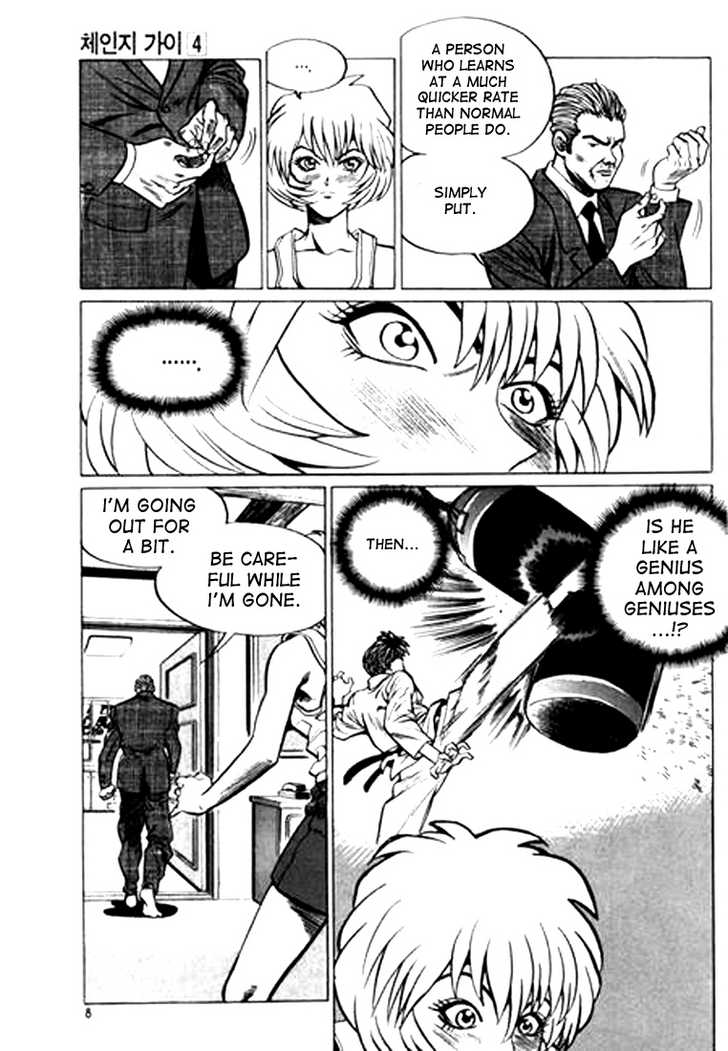 체인지 가이 4
....
A PERSON
WHO LEARNS
AT A MUCH
QUICKER RATE
THAN NORMAL
PEOPLE DO.
SIMPLY
PUT.
......
I'M GOING
OUT FOR
A BIT.
BE CARE-
FUL WHILE
I'M GONE.
THEN...
IS HE
LIKE A
GENIUS
AMONG
GENIUSES
...!?
8